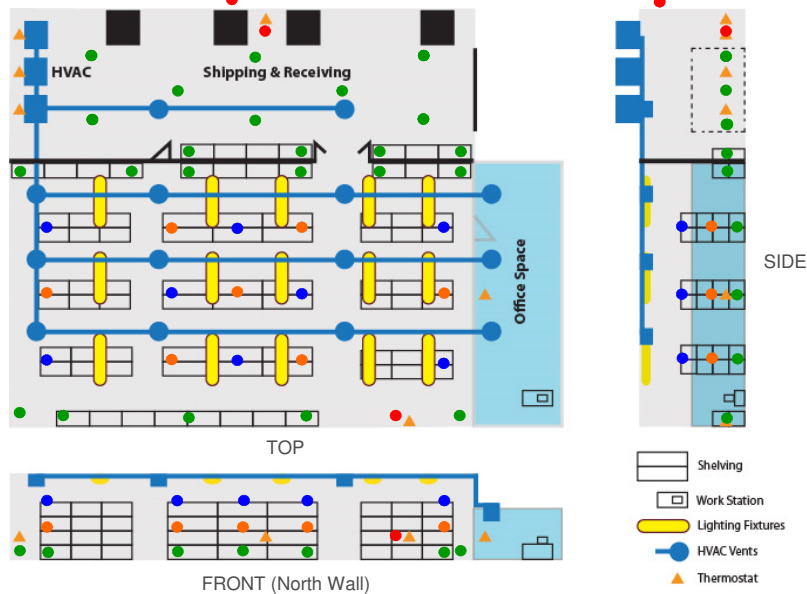 HVAC
Shipping & Receiving
Office Space
SIDE
TOP
Shelving
Work Station
Lighting Fixtures
HVAC Vents
Thermostat
FRONT (North Wall)